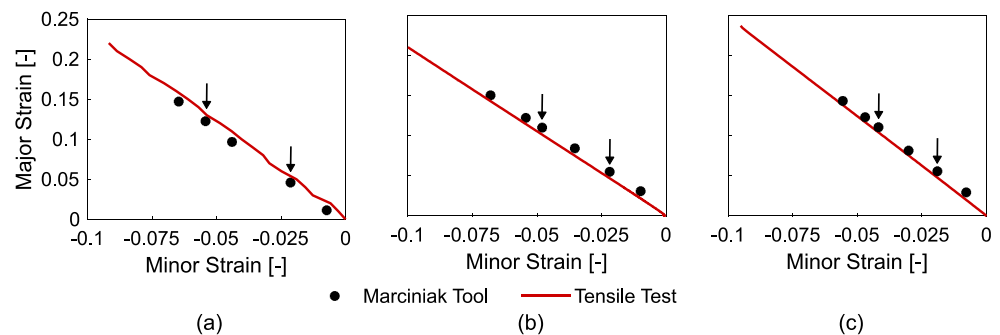 Major Strain [-]
0.25
0.2
0.15
0.1
0.05
0
-0.1 -0.075 -0.05 -0.025 0
Minor Strain [-]
-0.1 -0.075 -0.05 -0.025 0
Minor Strain [-]
-0.1 -0.075 -0.05 -0.025 0
Minor Strain [-]
Marciniak Tool Tensile Test
(a) (b) (c)